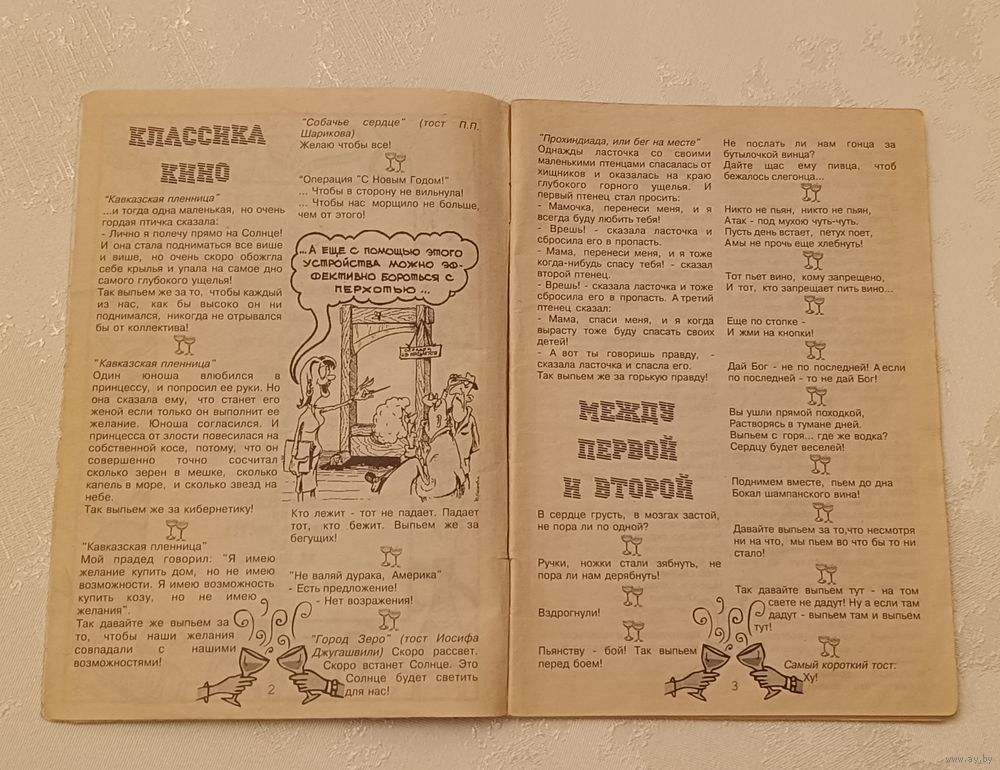 КЛАССИКА
КИНО
"Кавказская пленница"
...и тогда одна маленькая, но очень
гордая птичка сказала:
- Лично я полечу прямо на Солнце!
И она стала подниматься все выше
и выше, но очень скоро обожгла
себе крылья и упала на самое дно
самого глубокого ущелья!
Так выпьем же за то, чтобы каждый
из нас, как бы высоко он ни
поднимался, никогда не отрывался
бы от коллектива!
"Кавказская пленница"
Один юноша влюбился в
принцессу, и попросил ее руки. Но
она сказала ему, что станет его
женой если только он выполнит ее
желание. Юноша согласился. И
принцесса от злости повесилась на
собственной косе, потому, что он
совершенно точно сосчитал
сколько зерен в мешке, сколько
капель в море, и сколько звезд на
небе.
Так выпьем же за кибернетику!
"Кавказская пленница"
Мой прадед говорил: "Я имею
желание купить дом, но не имею
возможности. Я имею возможность
купить козу, но не имею
желания".
Так давайте же выпьем за
то, чтобы наши желания
совпадали с нашими
возможностями!
"Собачье сердце" (тост П.П.
Шарикова)
Желаю чтобы все!
"Операция "С Новым Годом!"
... Чтобы в сторону не вильнула!
... Чтобы нас морщило не больше,
чем от этого!
...А ЕЩЕ С ПОМОЩЬЮ ЭТОГО
УСТРОЙСТВА МОЖНО ЭФ-
ФЕКТИВНО БОРОТЬСЯ С
ПЕРХОТЬЮ ...
Кто лежит - тот не падает. Падает
тот, кто бежит. Выпьем же за
бегущих!
"Не валяй дурака, Америка"
- Есть предложение!
- Нет возражения!
"Город Зеро" (тост Иосифа
Джугашвили) Скоро рассвет.
Скоро встанет Солнце. Это
Солнце будет светить
для нас!
2
"Прохиндиада, или бег на месте"
Однажды ласточка со своими
маленькими птенцами спасалась от
хищников и оказалась на краю
глубокого горного ущелья. И
первый птенец стал просить:
- Мамочка, перенеси меня, и я
всегда буду любить тебя!
- Врешь! - сказала ласточка и
сбросила его в пропасть.
- Мама, перенеси меня, и я тоже
когда-нибудь спасу тебя! - сказал
второй птенец.
- Врешь! - сказала ласточка и тоже
сбросила его в пропасть. А третий
птенец сказал:
- Мама, спаси меня, и я когда
вырасту тоже буду спасать своих
детей!
- А вот ты говоришь правду, -
сказала ласточка и спасла его.
Так выпьем же за горькую правду!
МЕЖДУ
ПЕРВОЙ
И ВТОРОЙ
В сердце грусть, в мозгах застой,
не пора ли по одной?
Ручки, ножки стали зябнуть, не
пора ли нам дерябнуть!
Вздрогнули!
Пьянству - бой! Так выпьем
перед боем!
Не послать ли нам гонца за
бутылочкой винца?
Дайте щас ему пивца, чтоб
бежалось слегонца...
Никто не пьян, никто не пьян,
Атак - под мухою чуть-чуть.
Пусть день встает, петух поет,
Амы не прочь еще хлебнуть!
Тот пьет вино, кому запрещено,
И тот, кто запрещает пить вино...
Еще по стопке -
И жми на кнопки!
Дай Бог - не по последней! А если
по последней - то не дай Бог!
Вы ушли прямой походкой,
Растворясь в тумане дней.
Выпьем с горя... где же водка?
Сердцу будет веселей!
Поднимем вместе, пьем до дна
Бокал шампанского вина!
Давайте выпьем за то,что несмотря
ни на что, мы пьем во что бы то ни
стало!
Так давайте выпьем тут - на том
свете не дадут! Ну а если там
дадут - выпьем там и выпьем
тут!
Самый короткий тост:
Ху!
3
www.ay.by